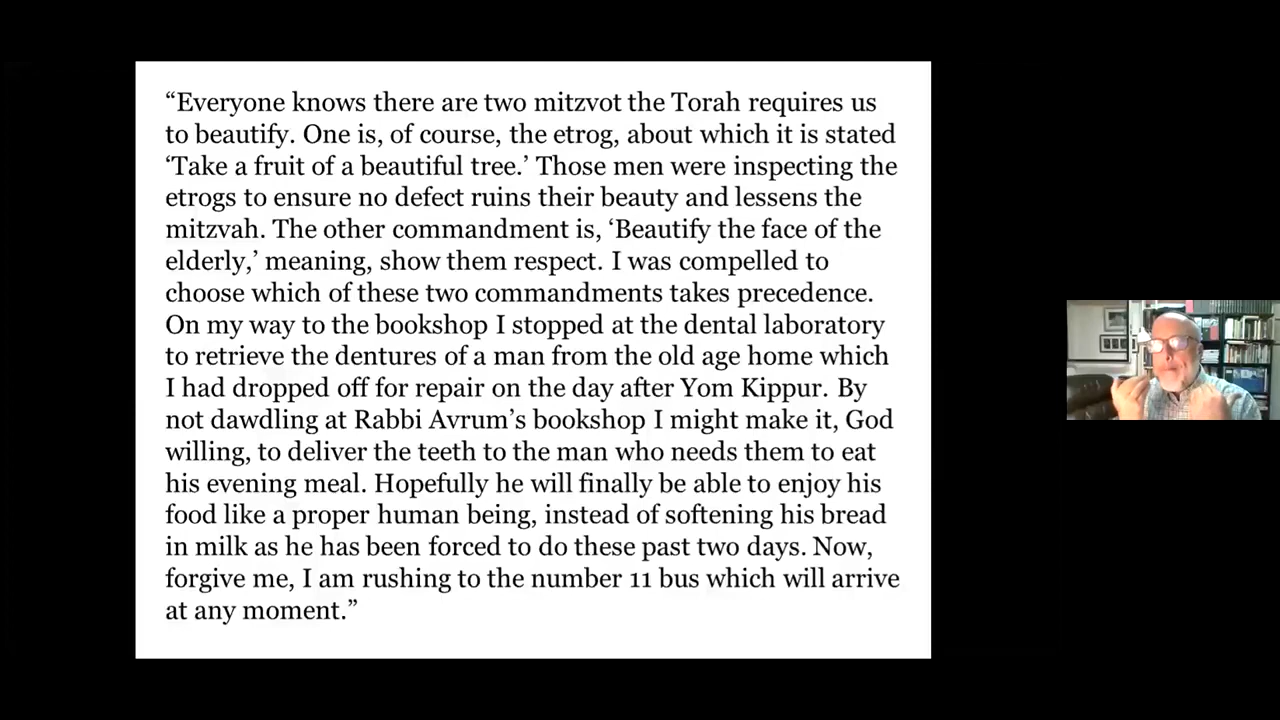 “Everyone knows there are two mitzvot the Torah requires us
to beautify. One is, of course, the etrog, about which it is stated
‘Take a fruit of a beautiful tree.’ Those men were inspecting the
etrogs to ensure no defect ruins their beauty and lessens the
mitzvah. The other commandment is, ‘Beautify the face of the
elderly,’ meaning, show them respect. I was compelled to
choose which of these two commandments takes precedence.
On my way to the bookshop I stopped at the dental laboratory
to retrieve the dentures of a man from the old age home which
I had dropped off for repair on the day after Yom Kippur. By
not dawdling at Rabbi Avrum’s bookshop I might make it, God
willing, to deliver the teeth to the man who needs them to eat
his evening meal. Hopefully he will finally be able to enjoy his
food like a proper human being, instead of softening his bread
in milk as he has been forced to do these past two days. Now,
forgive me, I am rushing to the number 11 bus which will arrive
at any moment.”